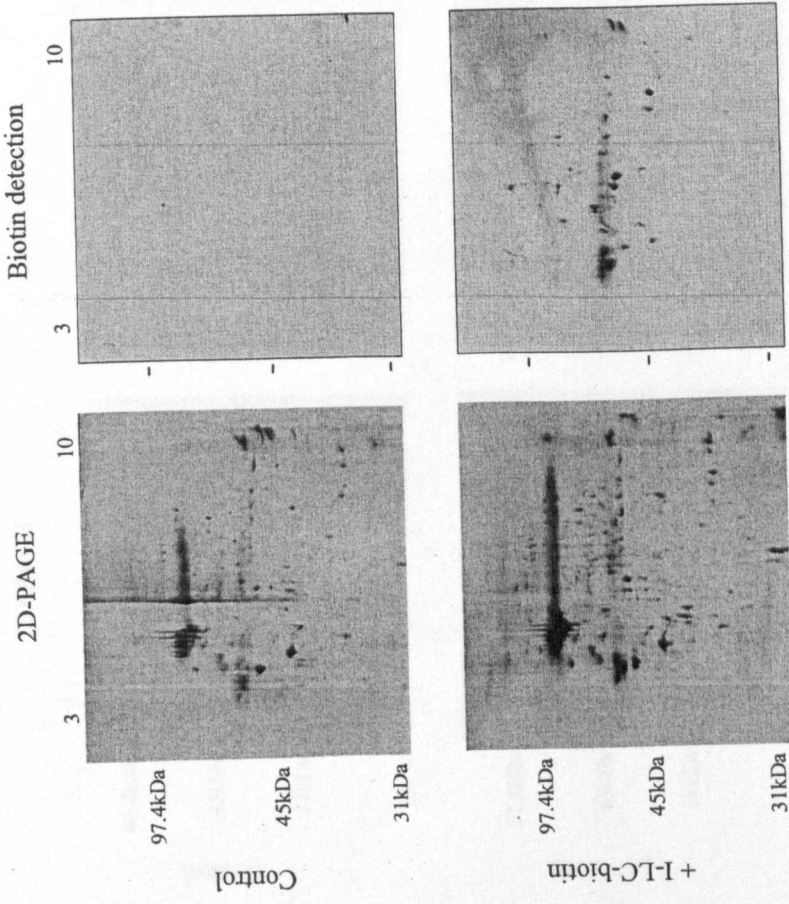 2D-PAGE
Biotin detection
3
10
3
10
Control
97.4kDa
45kDa
31kDa
+ I-LC-biotin
97.4kDa
45kDa
31kDa